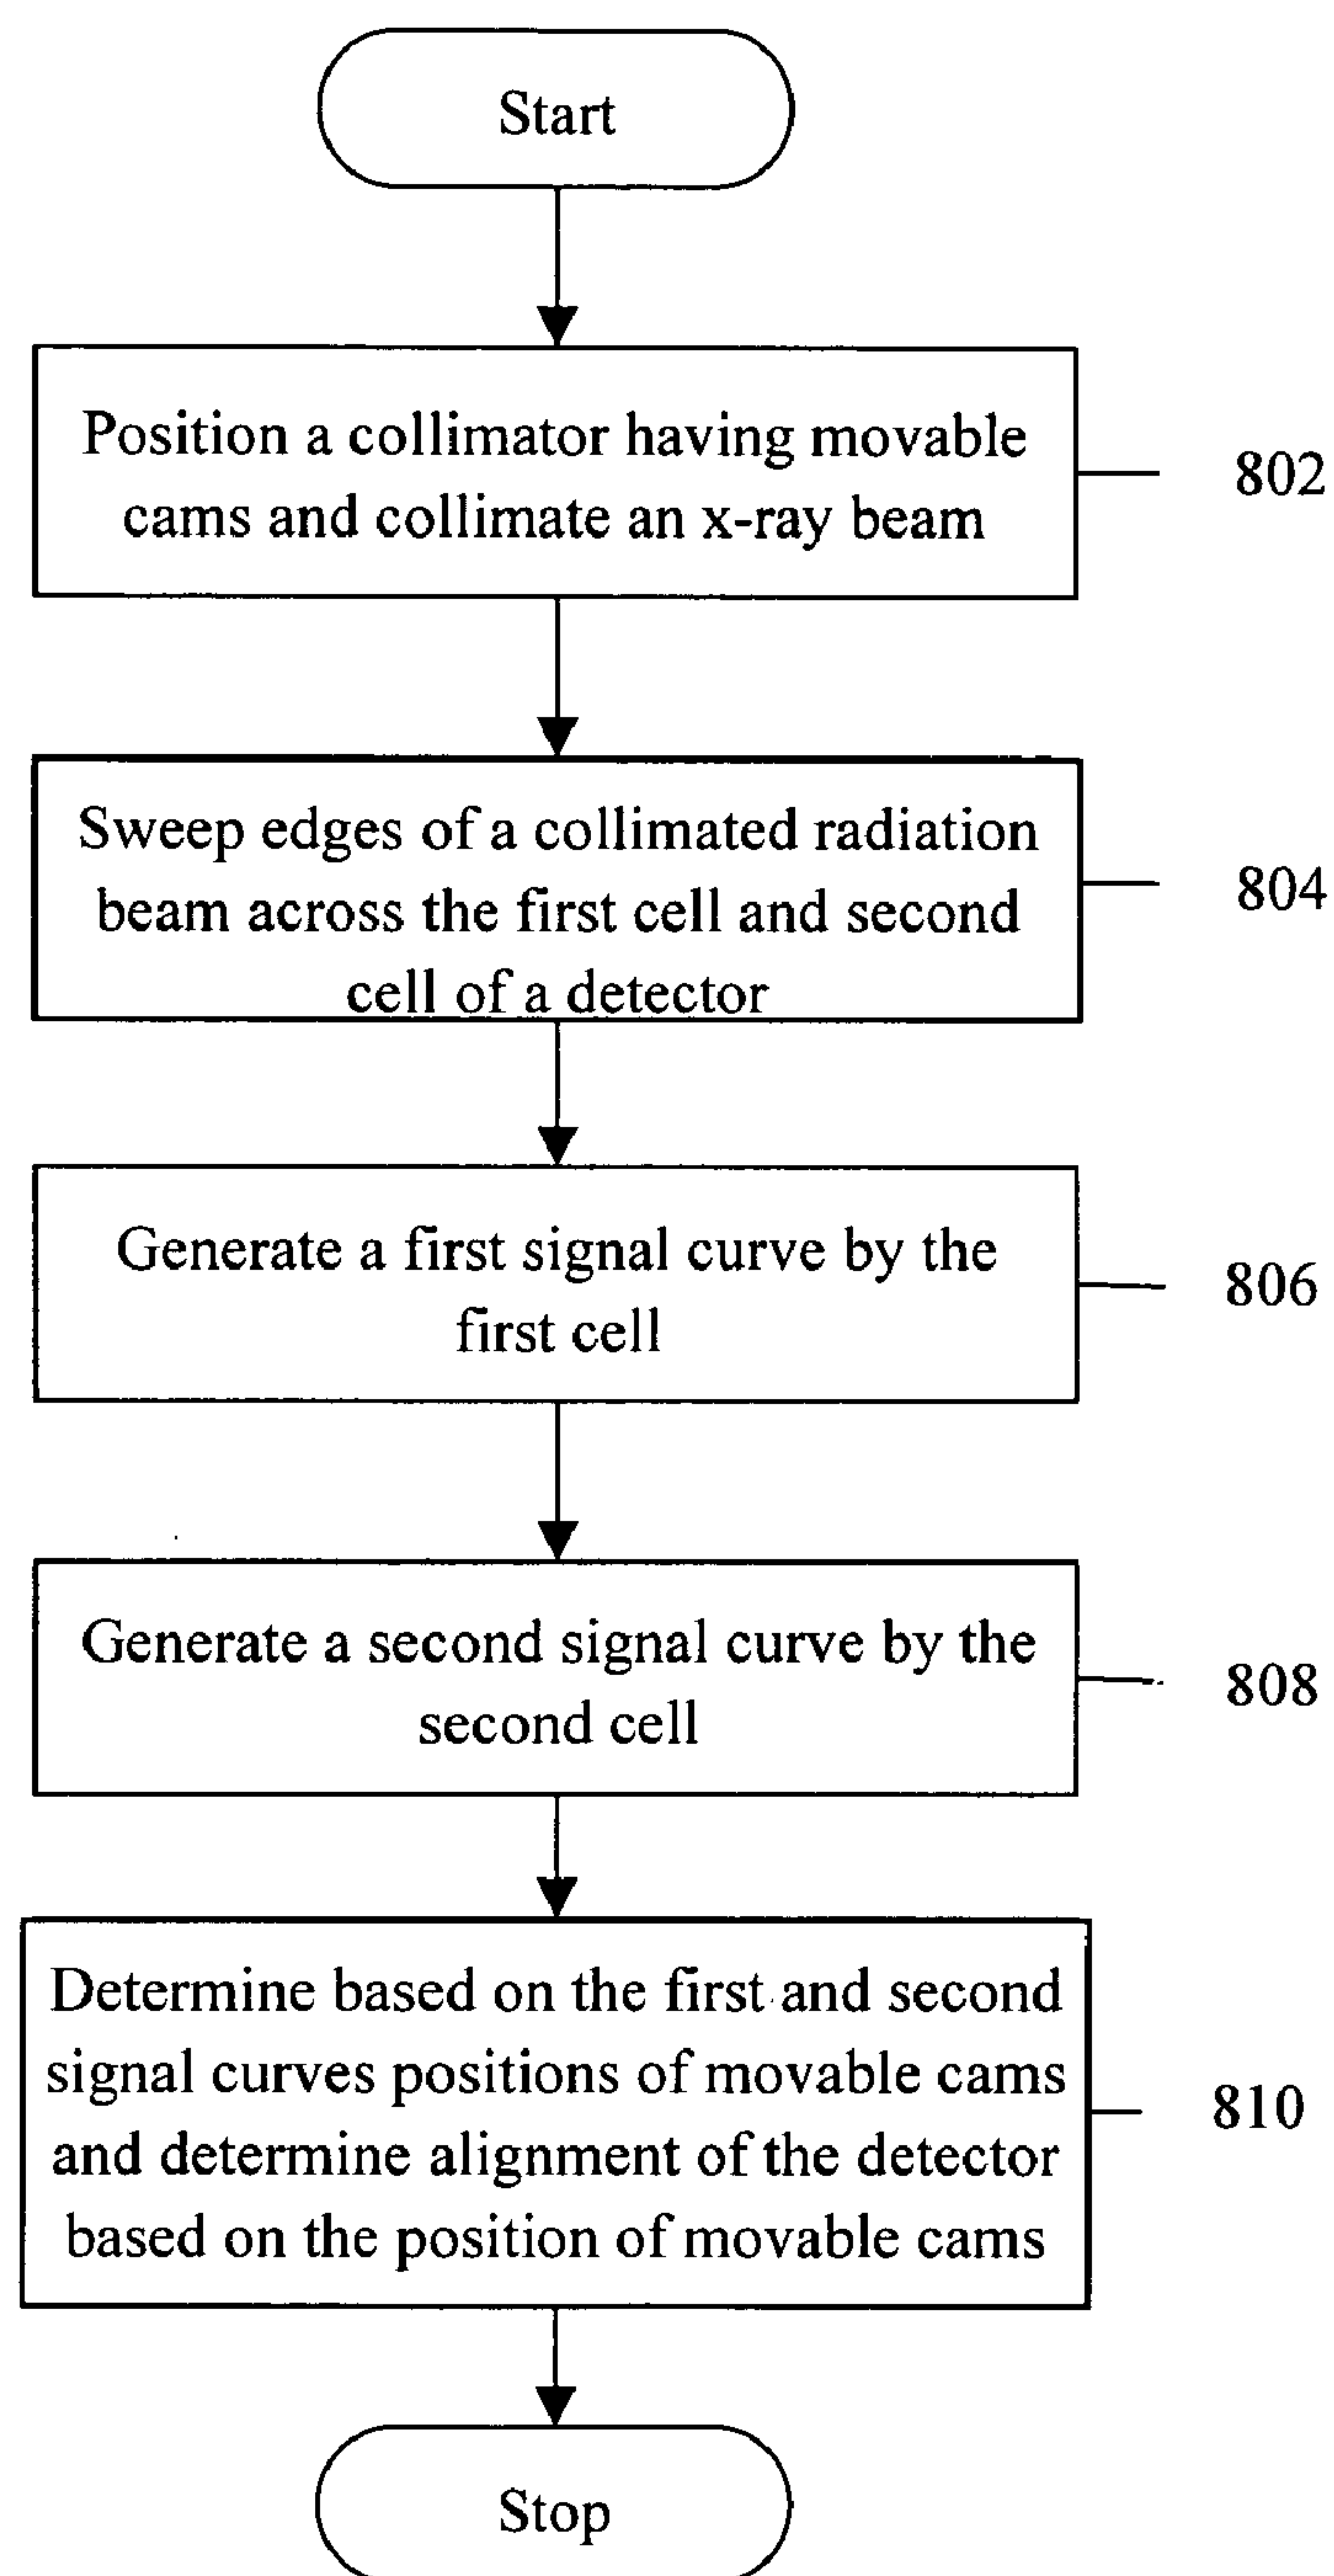 Start
Position a collimator having movable
cams and collimate an x-ray beam
802
Sweep edges of a collimated radiation
beam across the first cell and second
cell of a detector
804
Generate a first signal curve by the
first cell
806
Generate a second signal curve by the
second cell
808
Determine based on the first and second
signal curves positions of movable cams
and determine alignment of the detector
based on the position of movable cams
810
Stop